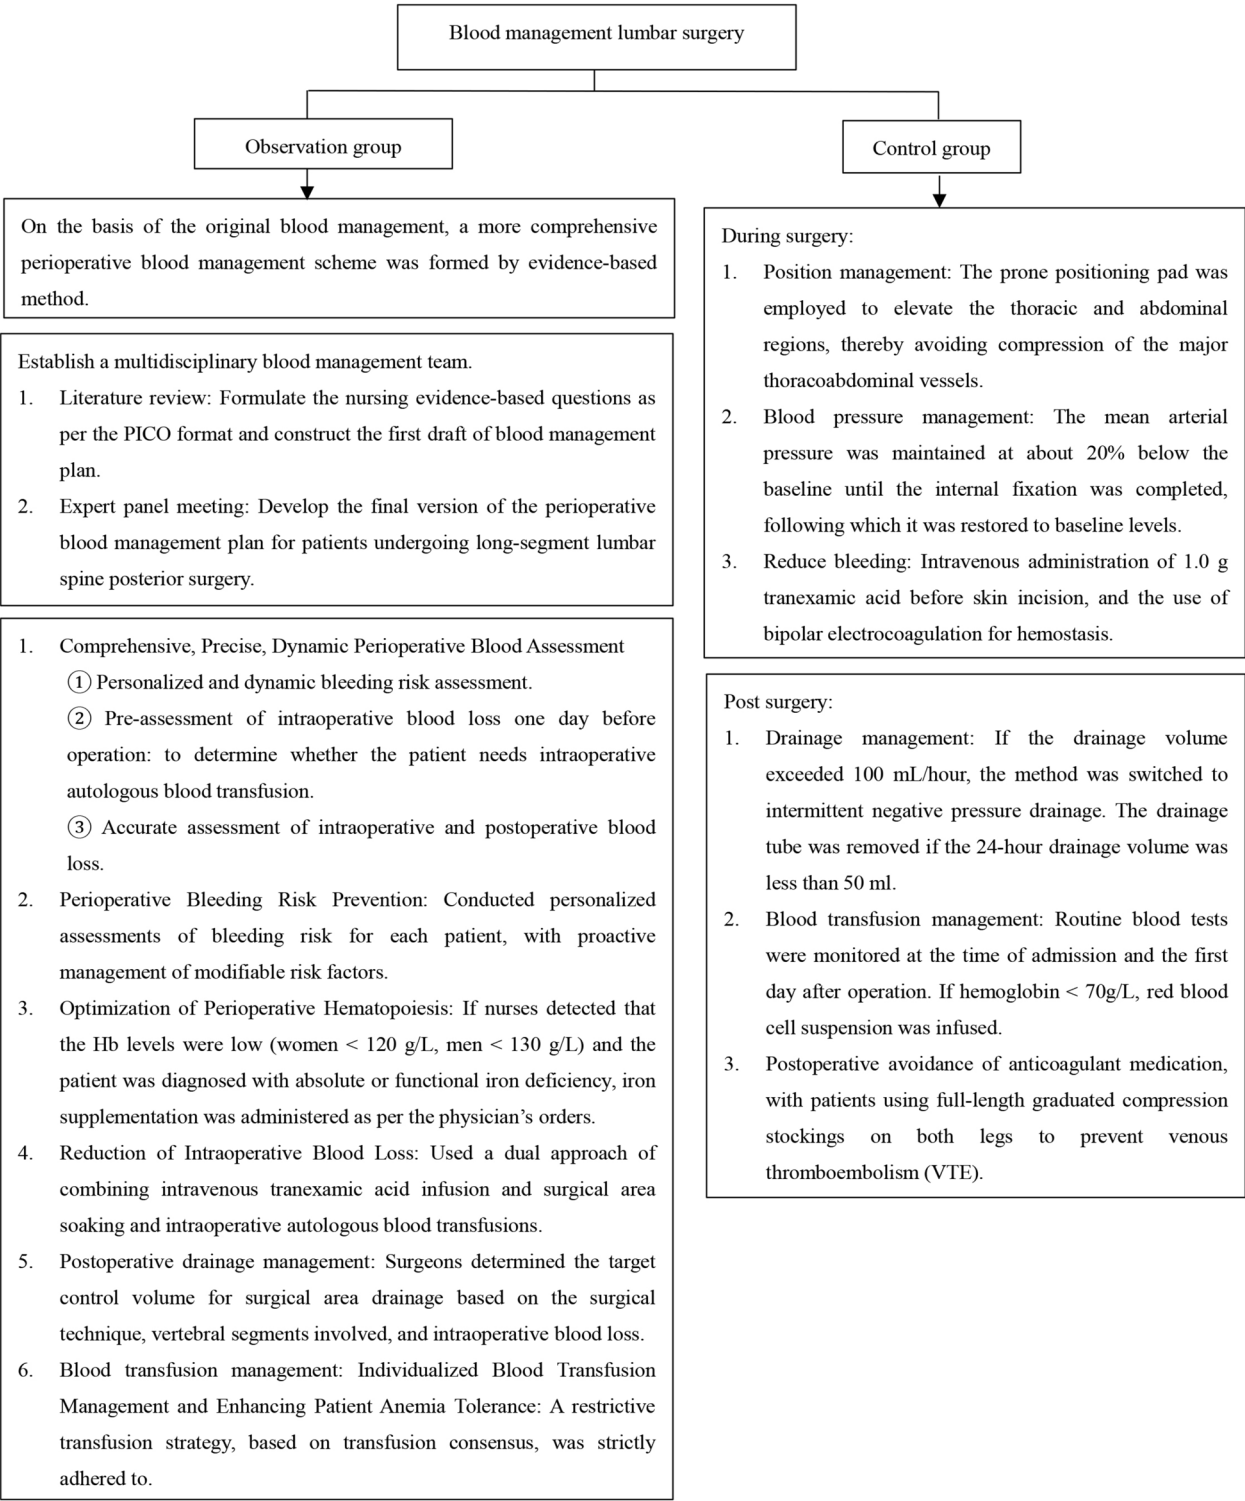 Blood management lumbar surgery
Observation group
Control group
On the basis of the original blood management, a more comprehensive
perioperative blood management scheme was formed by evidence-based
method.
Establish a multidisciplinary blood management team.
1. Literature review: Formulate the nursing evidence-based questions as
per the PICO format and construct the first draft of blood management
plan.
2. Expert panel meeting: Develop the final version of the perioperative
blood management plan for patients undergoing long-segment lumbar
spine posterior surgery.
1. Comprehensive, Precise, Dynamic Perioperative Blood Assessment
① Personalized and dynamic bleeding risk assessment.
② Pre-assessment of intraoperative blood loss one day before
operation: to determine whether the patient needs intraoperative
autologous blood transfusion.
③ Accurate assessment of intraoperative and postoperative blood
loss.
2. Perioperative Bleeding Risk Prevention: Conducted personalized
assessments of bleeding risk for each patient, with proactive
management of modifiable risk factors.
3. Optimization of Perioperative Hematopoiesis: If nurses detected that
the Hb levels were low (women < 120 g/L, men < 130 g/L) and the
patient was diagnosed with absolute or functional iron deficiency, iron
supplementation was administered as per the physician’s orders.
4. Reduction of Intraoperative Blood Loss: Used a dual approach of
combining intravenous tranexamic acid infusion and surgical area
soaking and intraoperative autologous blood transfusions.
5. Postoperative drainage management: Surgeons determined the target
control volume for surgical area drainage based on the surgical
technique, vertebral segments involved, and intraoperative blood loss.
6. Blood transfusion management: Individualized Blood Transfusion
Management and Enhancing Patient Anemia Tolerance: A restrictive
transfusion strategy, based on transfusion consensus, was strictly
adhered to.
During surgery:
1. Position management: The prone positioning pad was
employed to elevate the thoracic and abdominal
regions, thereby avoiding compression of the major
thoracoabdominal vessels.
2. Blood pressure management: The mean arterial
pressure was maintained at about 20% below the
baseline until the internal fixation was completed,
following which it was restored to baseline levels.
3. Reduce bleeding: Intravenous administration of 1.0 g
tranexamic acid before skin incision, and the use of
bipolar electrocoagulation for hemostasis.
Post surgery:
1. Drainage management: If the drainage volume
exceeded 100 mL/hour, the method was switched to
intermittent negative pressure drainage. The drainage
tube was removed if the 24-hour drainage volume was
less than 50 ml.
2. Blood transfusion management: Routine blood tests
were monitored at the time of admission and the first
day after operation. If hemoglobin < 70g/L, red blood
cell suspension was infused.
3. Postoperative avoidance of anticoagulant medication,
with patients using full-length graduated compression
stockings on both legs to prevent venous
thromboembolism (VTE).